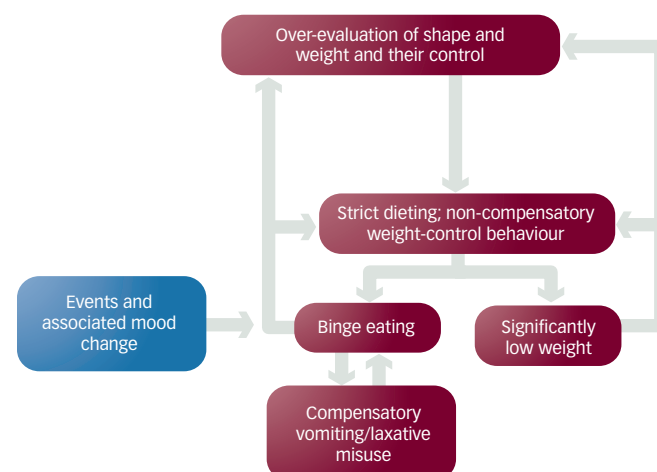 Over-evaluation of shape and
weight and their control
Strict dieting; non-compensatory
weight-control behaviour
Events and
associated mood
change
Binge eating
Significantly
low weight
Compensatory
vomiting/laxative
misuse